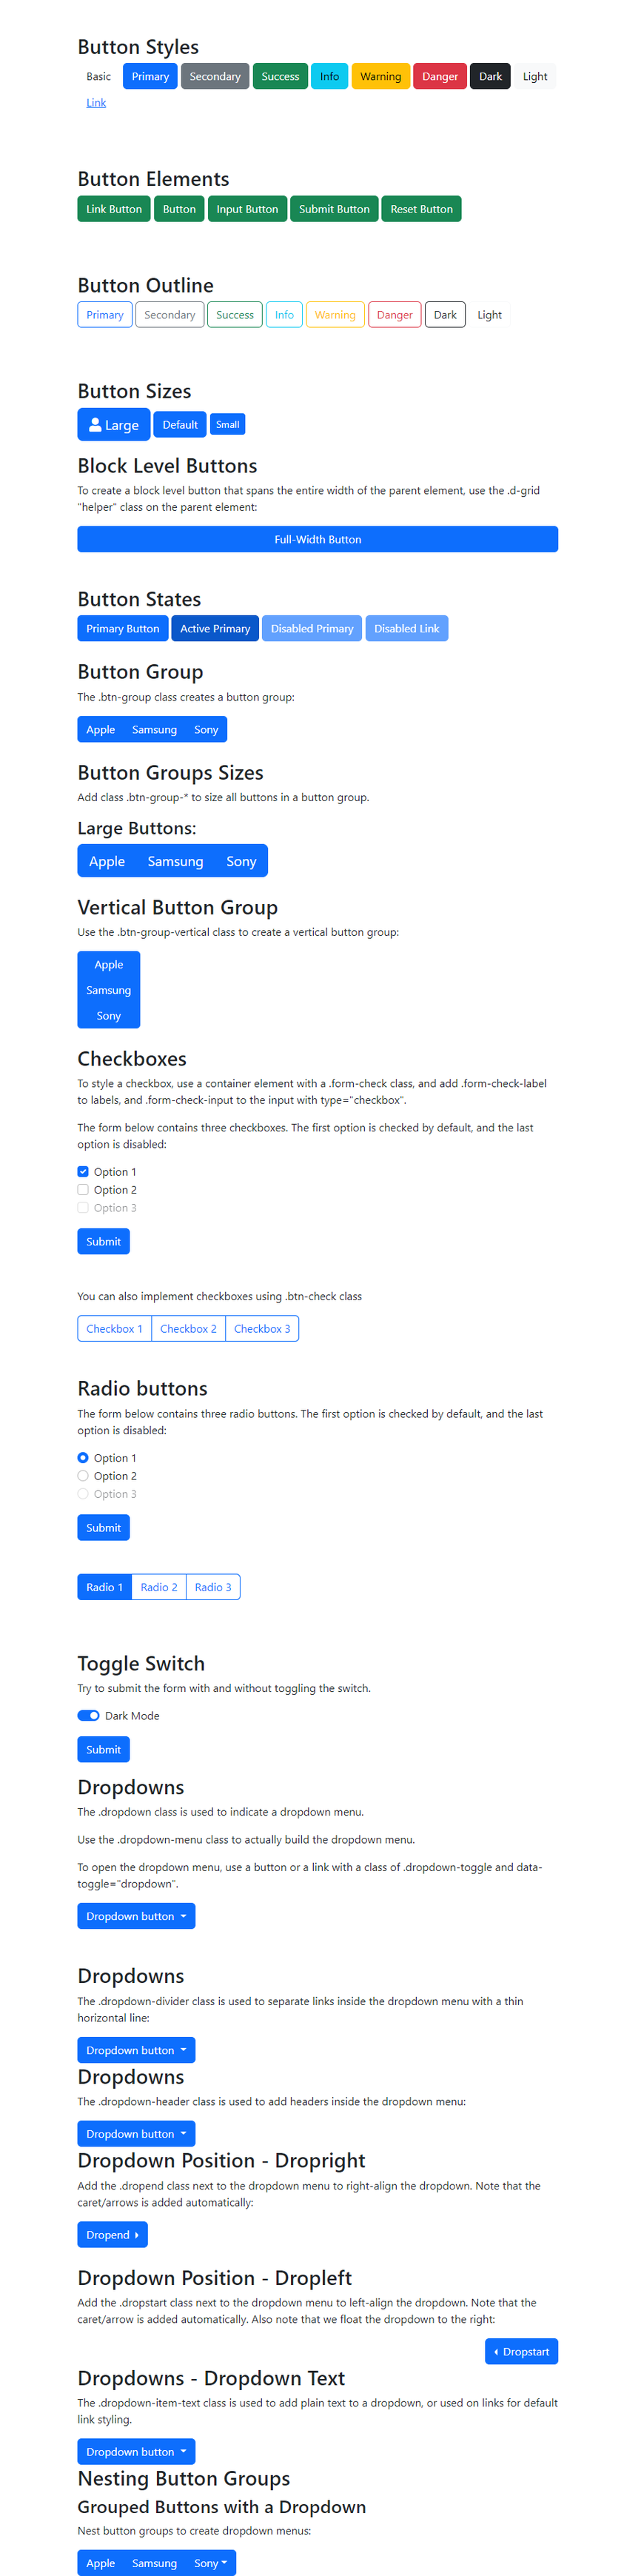 Button Styles
Basic Primary Secondary Success Info Warning Danger Dark Light
Link
Button Elements
Link Button Button Input Button Submit Button Reset Button
Button Outline
Primary Secondary Success Info Warning Danger Dark Light
Button Sizes
Large Default Small
Block Level Buttons
To create a block level button that spans the entire width of the parent element, use the .d-grid
"helper" class on the parent element:
Full-Width Button
Button States
Primary Button Active Primary Disabled Primary Disabled Link
Button Group
The .btn-group class creates a button group:
Apple Samsung Sony
Button Groups Sizes
Add class .btn-group-* to size all buttons in a button group.
Large Buttons:
Apple Samsung Sony
Vertical Button Group
Use the .btn-group-vertical class to create a vertical button group:
Apple
Samsung
Sony
Checkboxes
To style a checkbox, use a container element with a .form-check class, and add .form-check-label
to labels, and .form-check-input to the input with type="checkbox".
The form below contains three checkboxes. The first option is checked by default, and the last
option is disabled:
Option 1
Option 2
Option 3
Submit
You can also implement checkboxes using .btn-check class
Checkbox 1 Checkbox 2 Checkbox 3
Radio buttons
The form below contains three radio buttons. The first option is checked by default, and the last
option is disabled:
Option 1
Option 2
Option 3
Submit
Radio 1 Radio 2 Radio 3
Toggle Switch
Try to submit the form with and without toggling the switch.
Dark Mode
Submit
Dropdowns
The .dropdown class is used to indicate a dropdown menu.
Use the .dropdown-menu class to actually build the dropdown menu.
To open the dropdown menu, use a button or a link with a class of .dropdown-toggle and data-
toggle="dropdown".
Dropdown button
Dropdowns
The .dropdown-divider class is used to separate links inside the dropdown menu with a thin
horizontal line:
Dropdown button
Dropdowns
The .dropdown-header class is used to add headers inside the dropdown menu:
Dropdown button
Dropdown Position - Dropright
Add the .dropend class next to the dropdown menu to right-align the dropdown. Note that the
caret/arrows is added automatically:
Dropend
Dropdown Position - Dropleft
Add the .dropstart class next to the dropdown menu to left-align the dropdown. Note that the
caret/arrow is added automatically. Also note that we float the dropdown to the right:
Dropstart
Dropdowns - Dropdown Text
The .dropdown-item-text class is used to add plain text to a dropdown, or used on links for default
link styling.
Dropdown button
Nesting Button Groups
Grouped Buttons with a Dropdown
Nest button groups to create dropdown menus:
Apple Samsung Sony